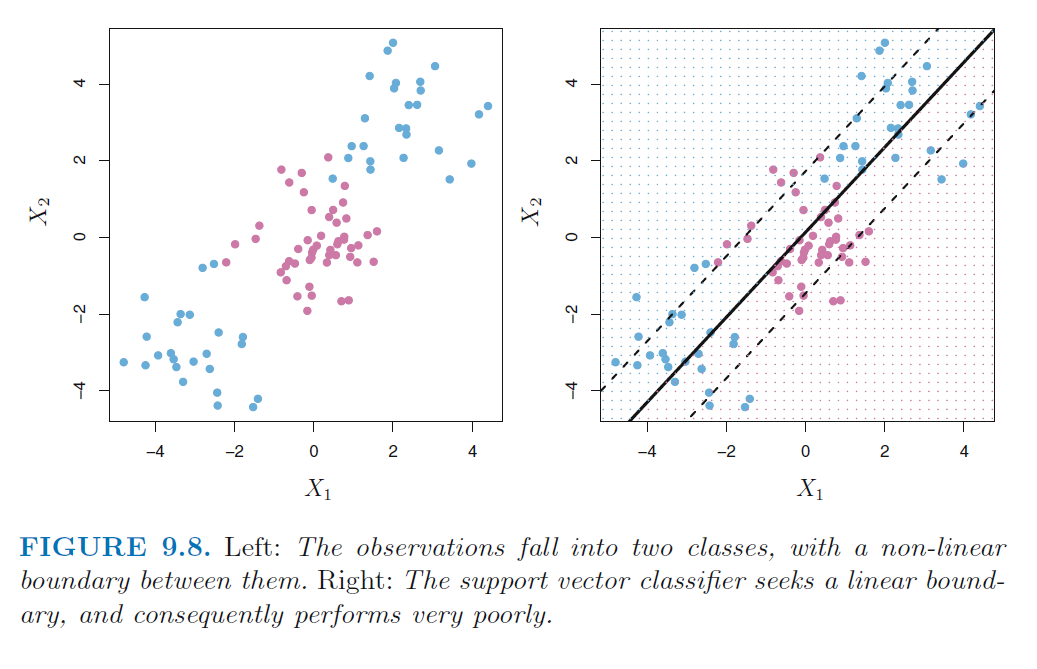 4
2
0
−2
−4
X2
−4 −2 0 2 4
X1
4
2
0
−2
−4
X2
−4 −2 0 2 4
X1
FIGURE 9.8. Left: The observations fall into two classes, with a non-linear
boundary between them. Right: The support vector classifier seeks a linear bound-
ary, and consequently performs very poorly.